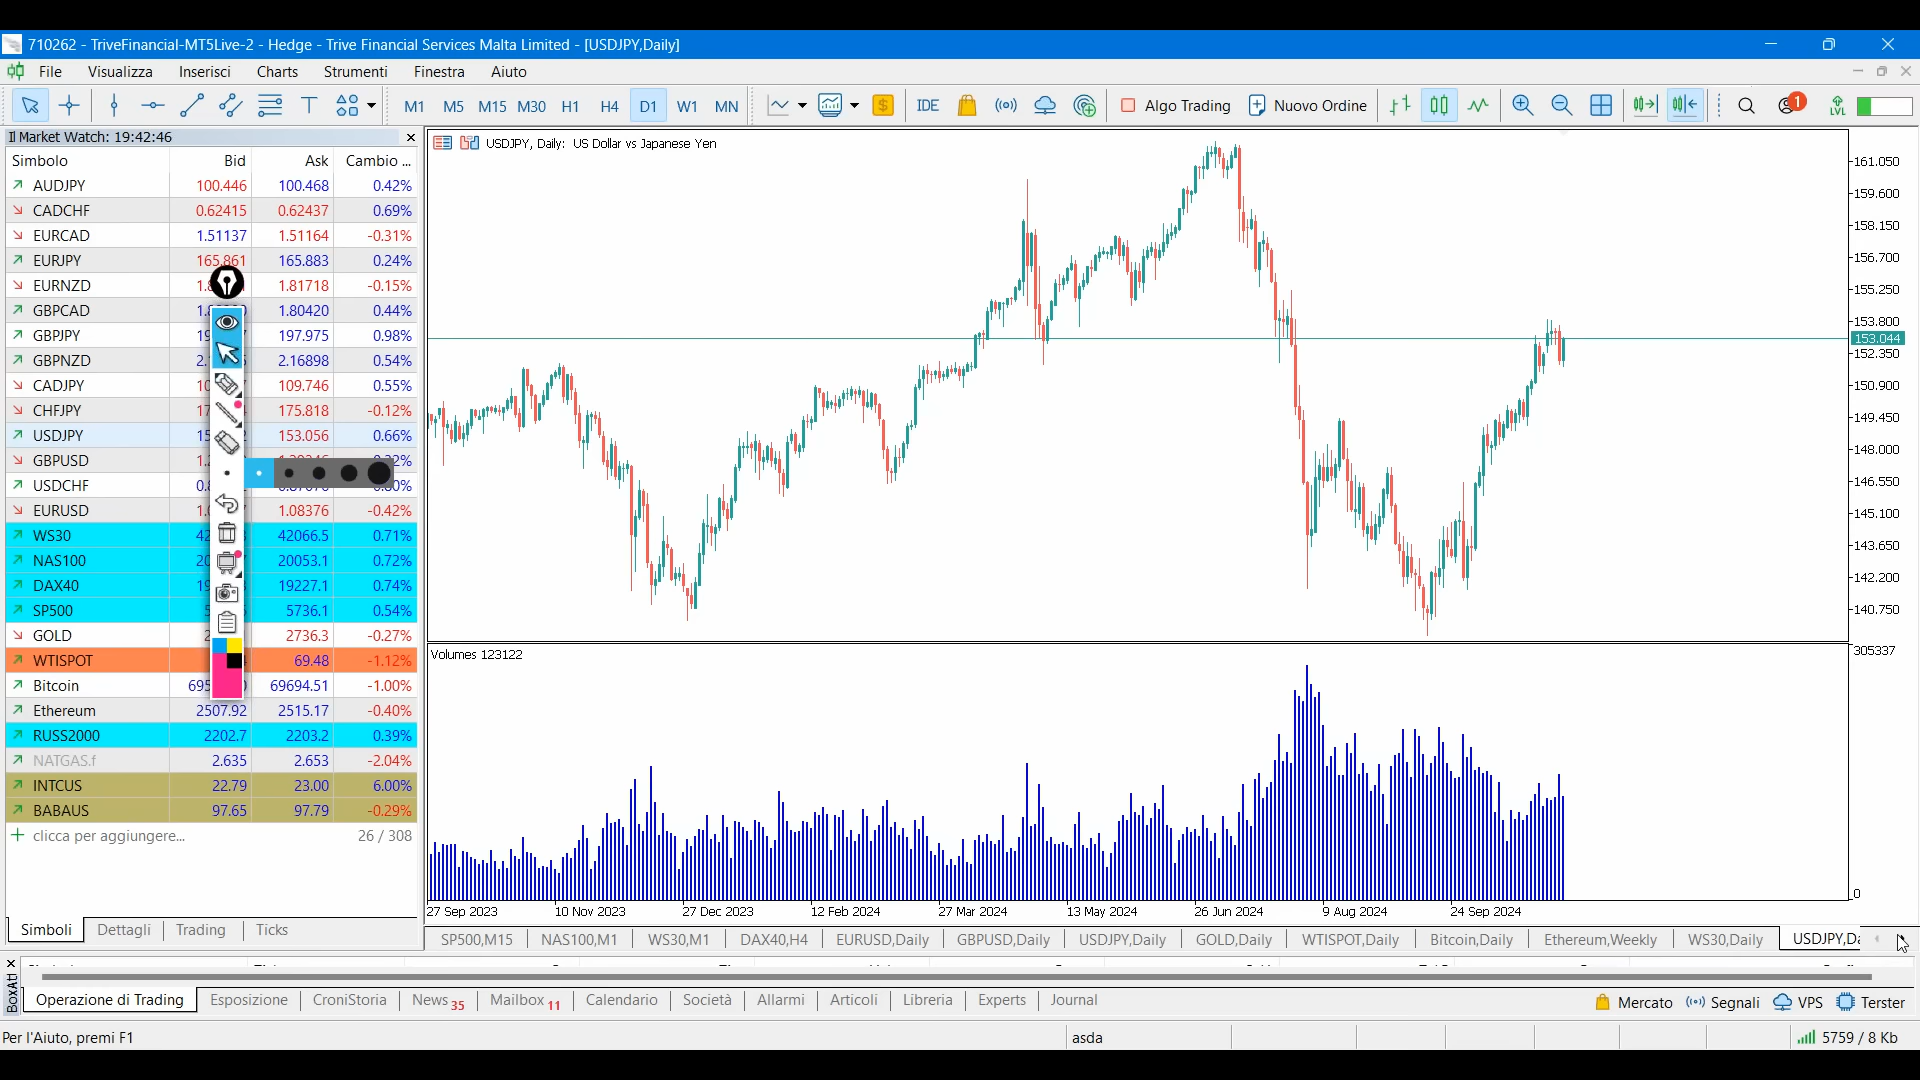 710262 - TriveFinancial-MT5Live-2 - Hedge - Trive Financial Services Malta Limited - [USDJPY,Daily]
File Visualizza Inserisci Charts Strumenti Finestra Aiuto
M1 M5 M15 M30 H1 H4 D1 W1 MN IDE Algo Trading Nuovo Ordine 1 LVL
Market Watch: 19:42:46
Simbolo Bid Ask Cambio ...
AUDJPY 100.446 100.468 0.42%
CADCHF 0.62415 0.62437 0.69%
EURCAD 1.51137 1.51164 -0.31%
EURJPY 165.861 165.883 0.24%
EURNZD 1.81718 -0.15%
GBPCAD 1.80420 0.44%
GBPJPY 197.975 0.98%
GBPNZD 2.16898 0.54%
CADJPY 109.746 0.55%
CHFJPY 175.818 -0.12%
USDJPY 153.056 0.66%
GBPUSD
USDCHF
EURUSD 1.08376 -0.42%
WS30 42066.5 0.71%
NAS100 20053.1 0.72%
DAX40 19227.1 0.74%
SP500 5736.1 0.54%
GOLD 2736.3 -0.27%
WTISPOT 69.48 -1.12%
Bitcoin 69694.51 -1.00%
Ethereum 2507.92 2515.17 -0.40%
RUSS2000 2202.7 2203.2 0.39%
NATGAS.f 2.635 2.653 -2.04%
INTCUS 22.79 23.00 6.00%
BABAUS 97.65 97.79 -0.29%
clicca per aggiungere... 26 / 308
Simboli Dettagli Trading Ticks
USDJPY, Daily: US Dollar vs Japanese Yen
161.050
159.600
158.150
156.700
155.250
153.800
153.044
152.350
150.900
149.450
148.000
146.550
145.100
143.650
142.200
140.750
Volumes 123122
305337
0
27 Sep 2023 10 Nov 2023 27 Dec 2023 12 Feb 2024 27 Mar 2024 13 May 2024 26 Jun 2024 9 Aug 2024 24 Sep 2024
SP500,M15 NAS100,M1 WS30,M1 DAX40,H4 EURUSD,Daily GBPUSD,Daily USDJPY,Daily GOLD,Daily WTISPOT,Daily Bitcoin,Daily Ethereum,Weekly WS30,Daily USDJPY,Da
BoxAtt
Operazione di Trading Esposizione CroniStoria News 35 Mailbox 11 Calendario Società Allarmi Articoli Libreria Experts Journal Mercato Segnali VPS Terster
Per l'Aiuto, premi F1 asda 5759 / 8 Kb